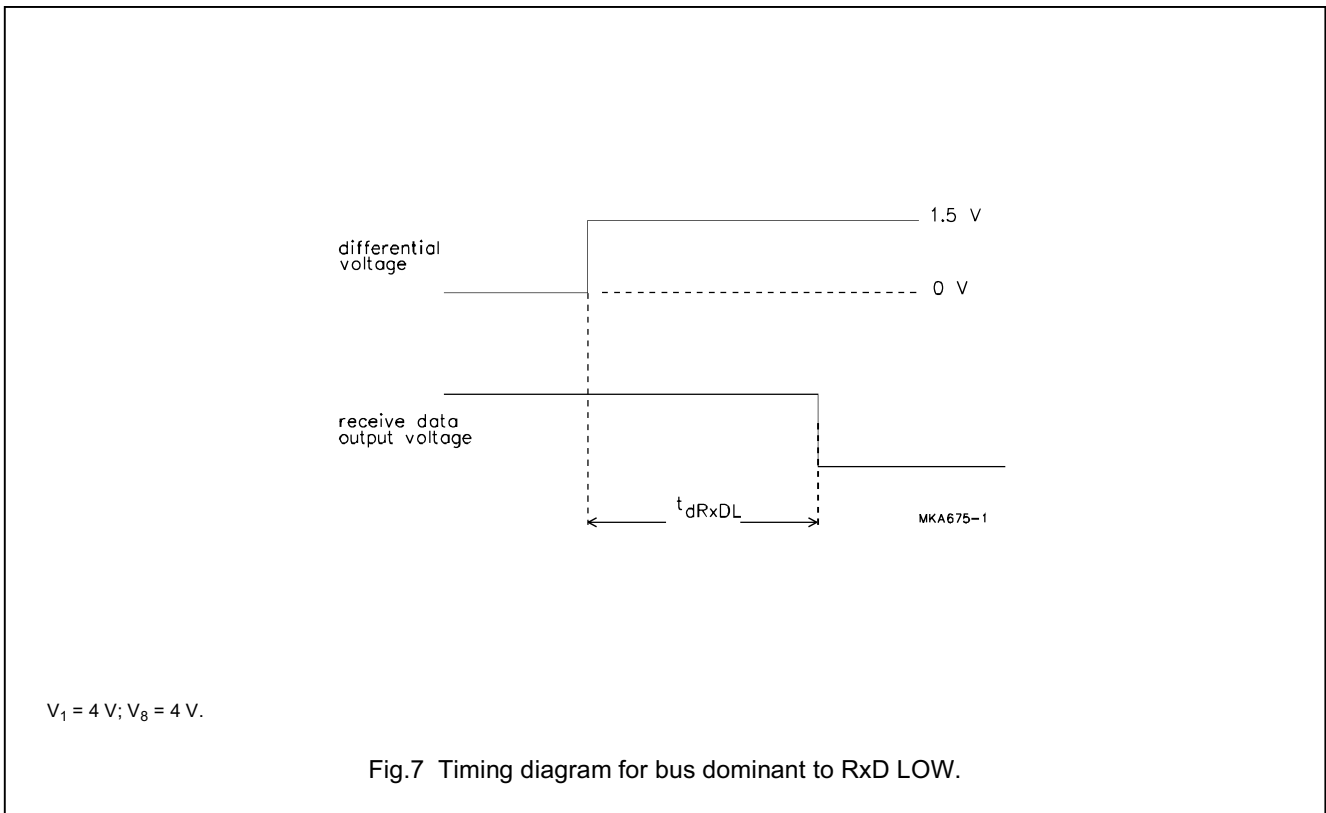 1.5 V
differential
voltage
0 V
receive data
output voltage
tdRxDL
MKA675-1
V1 = 4 V; V8 = 4 V.
Fig.7 Timing diagram for bus dominant to RxD LOW.